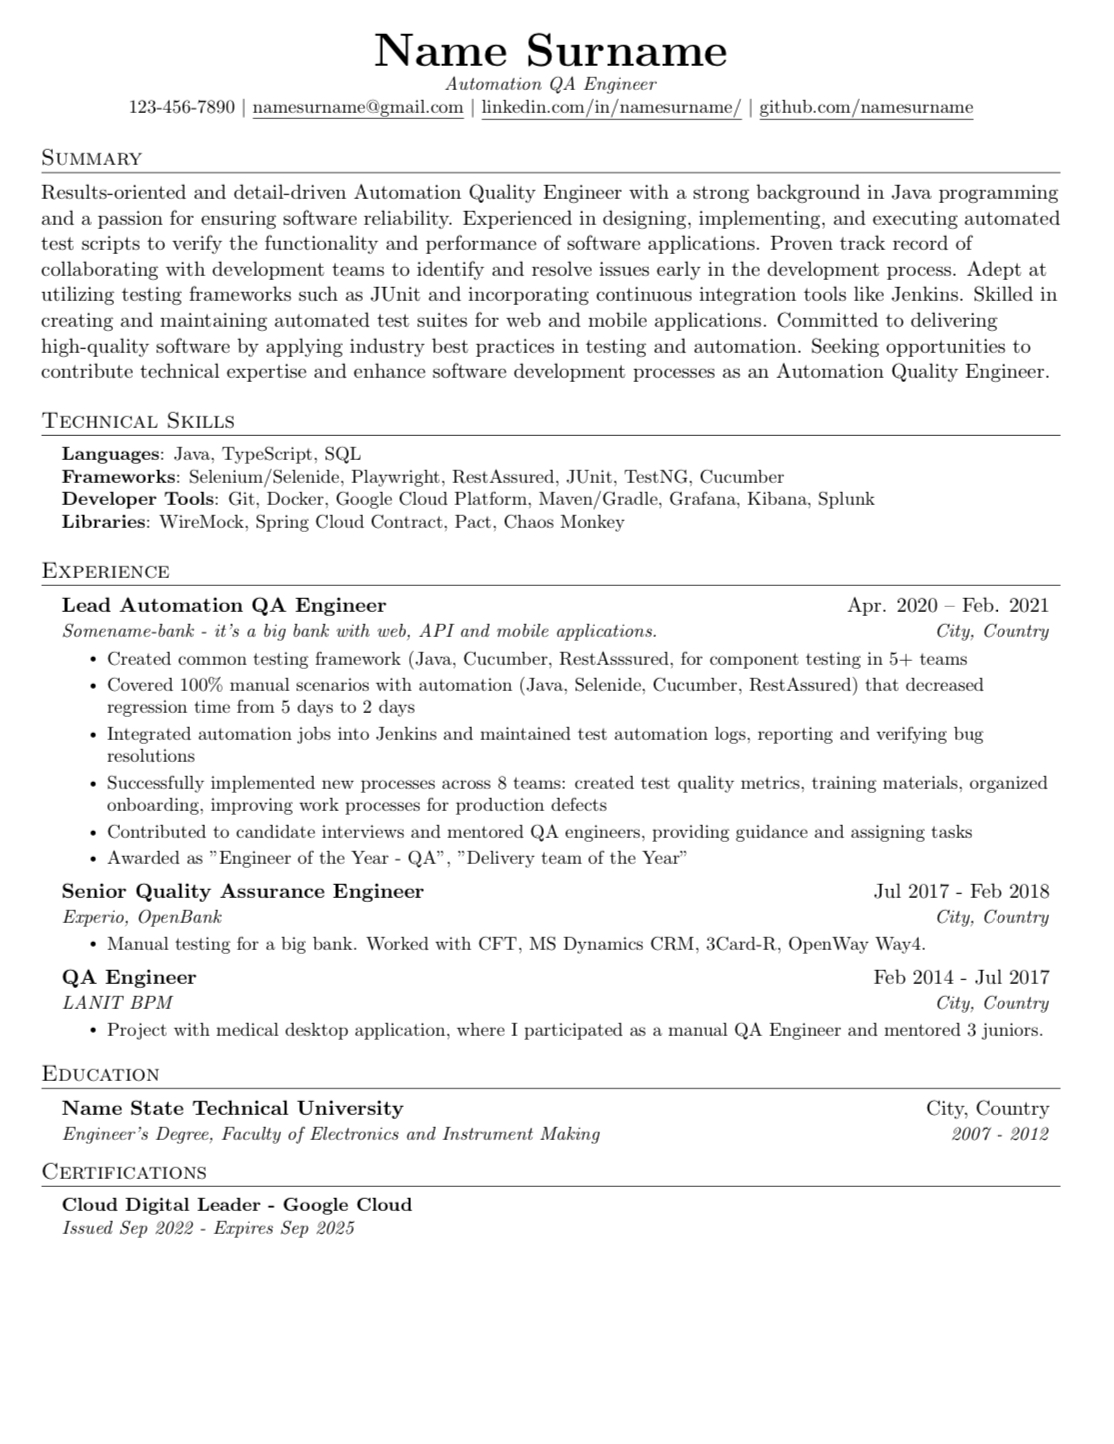 Name Surname
Automation QA Engineer
123-456-7890 | namesurname@gmail.com | linkedin.com/in/namesurname/ | github.com/namesurname
Summary
Results-oriented and detail-driven Automation Quality Engineer with a strong background in Java programming
and a passion for ensuring software reliability. Experienced in designing, implementing, and executing automated
test scripts to verify the functionality and performance of software applications. Proven track record of
collaborating with development teams to identify and resolve issues early in the development process. Adept at
utilizing testing frameworks such as JUnit and incorporating continuous integration tools like Jenkins. Skilled in
creating and maintaining automated test suites for web and mobile applications. Committed to delivering
high-quality software by applying industry best practices in testing and automation. Seeking opportunities to
contribute technical expertise and enhance software development processes as an Automation Quality Engineer.
Technical Skills
Languages: Java, TypeScript, SQL
Frameworks: Selenium/Selenide, Playwright, RestAssured, JUnit, TestNG, Cucumber
Developer Tools: Git, Docker, Google Cloud Platform, Maven/Gradle, Grafana, Kibana, Splunk
Libraries: WireMock, Spring Cloud Contract, Pact, Chaos Monkey
Experience
Lead Automation QA Engineer Apr. 2020 – Feb. 2021
Somename-bank - it's a big bank with web, API and mobile applications. City, Country
• Created common testing framework (Java, Cucumber, RestAsssured, for component testing in 5+ teams
• Covered 100% manual scenarios with automation (Java, Selenide, Cucumber, RestAssured) that decreased
regression time from 5 days to 2 days
• Integrated automation jobs into Jenkins and maintained test automation logs, reporting and verifying bug
resolutions
• Successfully implemented new processes across 8 teams: created test quality metrics, training materials, organized
onboarding, improving work processes for production defects
• Contributed to candidate interviews and mentored QA engineers, providing guidance and assigning tasks
• Awarded as ”Engineer of the Year - QA”, ”Delivery team of the Year”
Senior Quality Assurance Engineer Jul 2017 - Feb 2018
Experio, OpenBank City, Country
• Manual testing for a big bank. Worked with CFT, MS Dynamics CRM, 3Card-R, OpenWay Way4.
QA Engineer Feb 2014 - Jul 2017
LANIT BPM City, Country
• Project with medical desktop application, where I participated as a manual QA Engineer and mentored 3 juniors.
Education
Name State Technical University City, Country
Engineer's Degree, Faculty of Electronics and Instrument Making 2007 - 2012
Certifications
Cloud Digital Leader - Google Cloud
Issued Sep 2022 - Expires Sep 2025